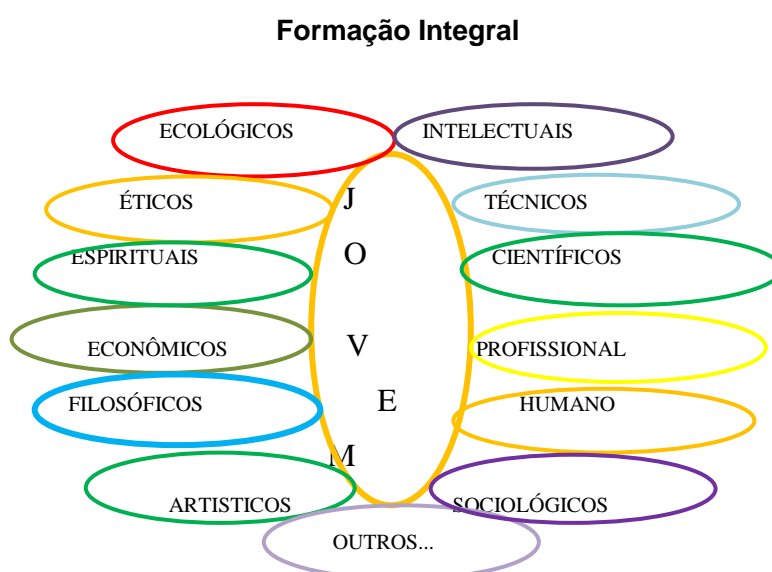 Formação Integral
ECOLÓGICOS
INTELECTUAIS
ÉTICOS
J
TÉCNICOS
ESPIRITUAIS
O
CIENTÍFICOS
ECONÔMICOS
V
PROFISSIONAL
FILOSÓFICOS
E
HUMANO
M
ARTISTICOS
SOCIOLÓGICOS
OUTROS...